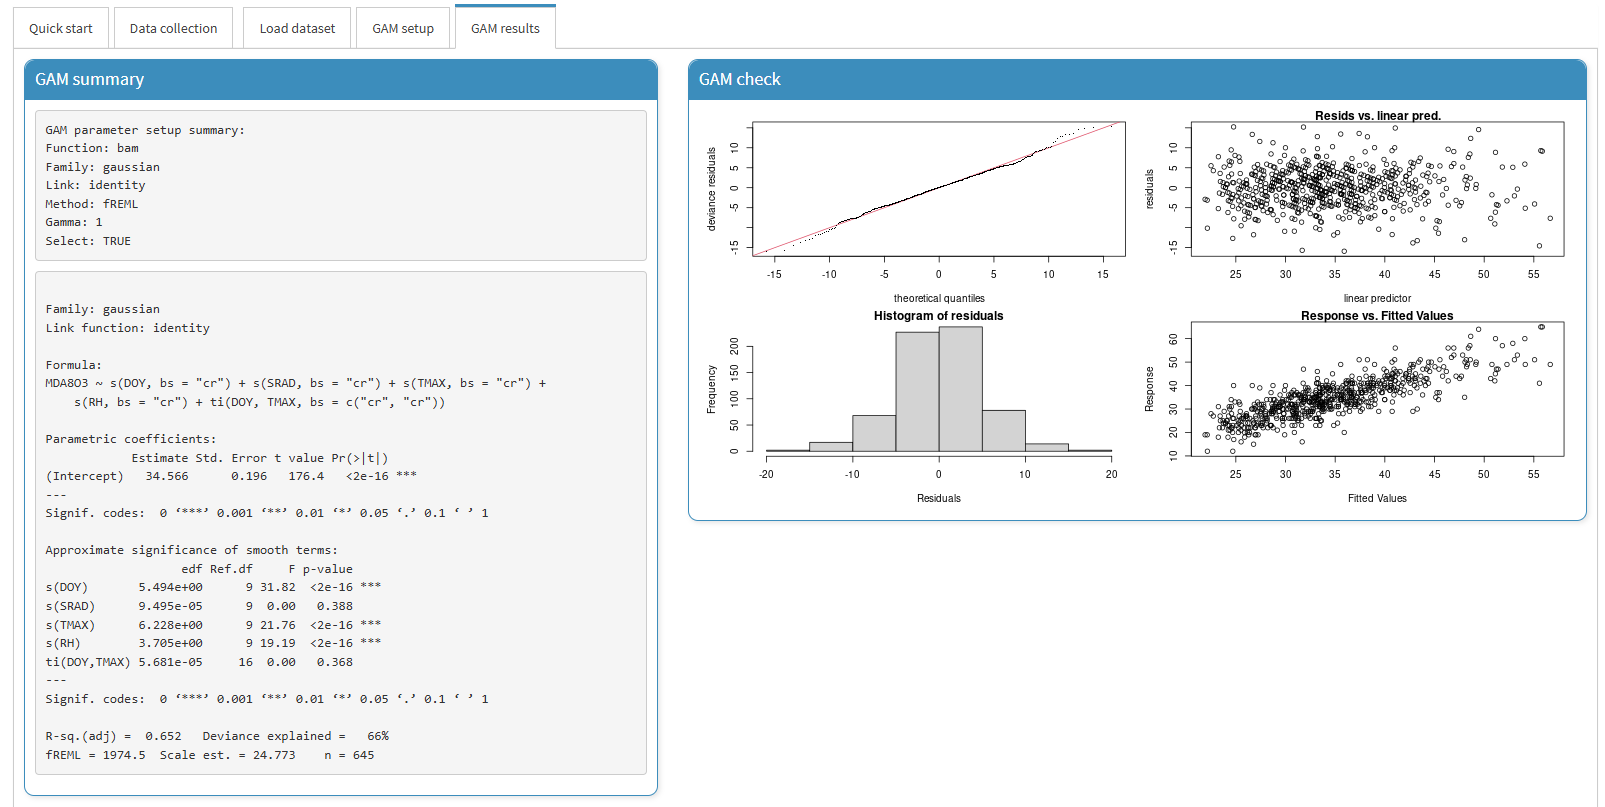 Quick start
Data collection
Load dataset
GAM setup
GAM results
GAM summary
GAM parameter setup summary:
Function: bam
Family: gaussian
Link: identity
Method: fREML
Gamma: 1
Select: TRUE
Family: gaussian
Link function: identity
Formula:
MDA8O3 ~ s(DOY, bs = "cr") + s(SRAD, bs = "cr") + s(TMAX, bs = "cr") +
s(RH, bs = "cr") + ti(DOY, TMAX, bs = c("cr", "cr"))
Parametric coefficients:
Estimate Std. Error t value Pr(>|t|)
(Intercept) 34.566 0.196 176.4 <2e-16 ***
---
Signif. codes: 0 ‘***’ 0.001 ‘**’ 0.01 ‘*’ 0.05 ‘.’ 0.1 ‘ ’ 1
Approximate significance of smooth terms:
edf Ref.df F p-value
s(DOY) 5.494e+00 9 31.82 <2e-16 ***
s(SRAD) 9.495e-05 9 0.00 0.388
s(TMAX) 6.228e+00 9 21.76 <2e-16 ***
s(RH) 3.705e+00 9 19.19 <2e-16 ***
ti(DOY,TMAX) 5.681e-05 16 0.00 0.368
---
Signif. codes: 0 ‘***’ 0.001 ‘**’ 0.01 ‘*’ 0.05 ‘.’ 0.1 ‘ ’ 1
R-sq.(adj) = 0.652 Deviance explained = 66%
fREML = 1974.5 Scale est. = 24.773 n = 645
GAM check
deviance residuals
-15 -5 0 5 10
-15 -10 -5 0 5 10 15
theoretical quantiles
Resids vs. linear pred.
residuals
-15 -5 0 5 10
25 30 35 40 45 50 55
linear predictor
Histogram of residuals
Frequency
0 50 100 150 200
-20 -10 0 10 20
Residuals
Response vs. Fitted Values
Response
10 20 30 40 50 60
25 30 35 40 45 50 55
Fitted Values